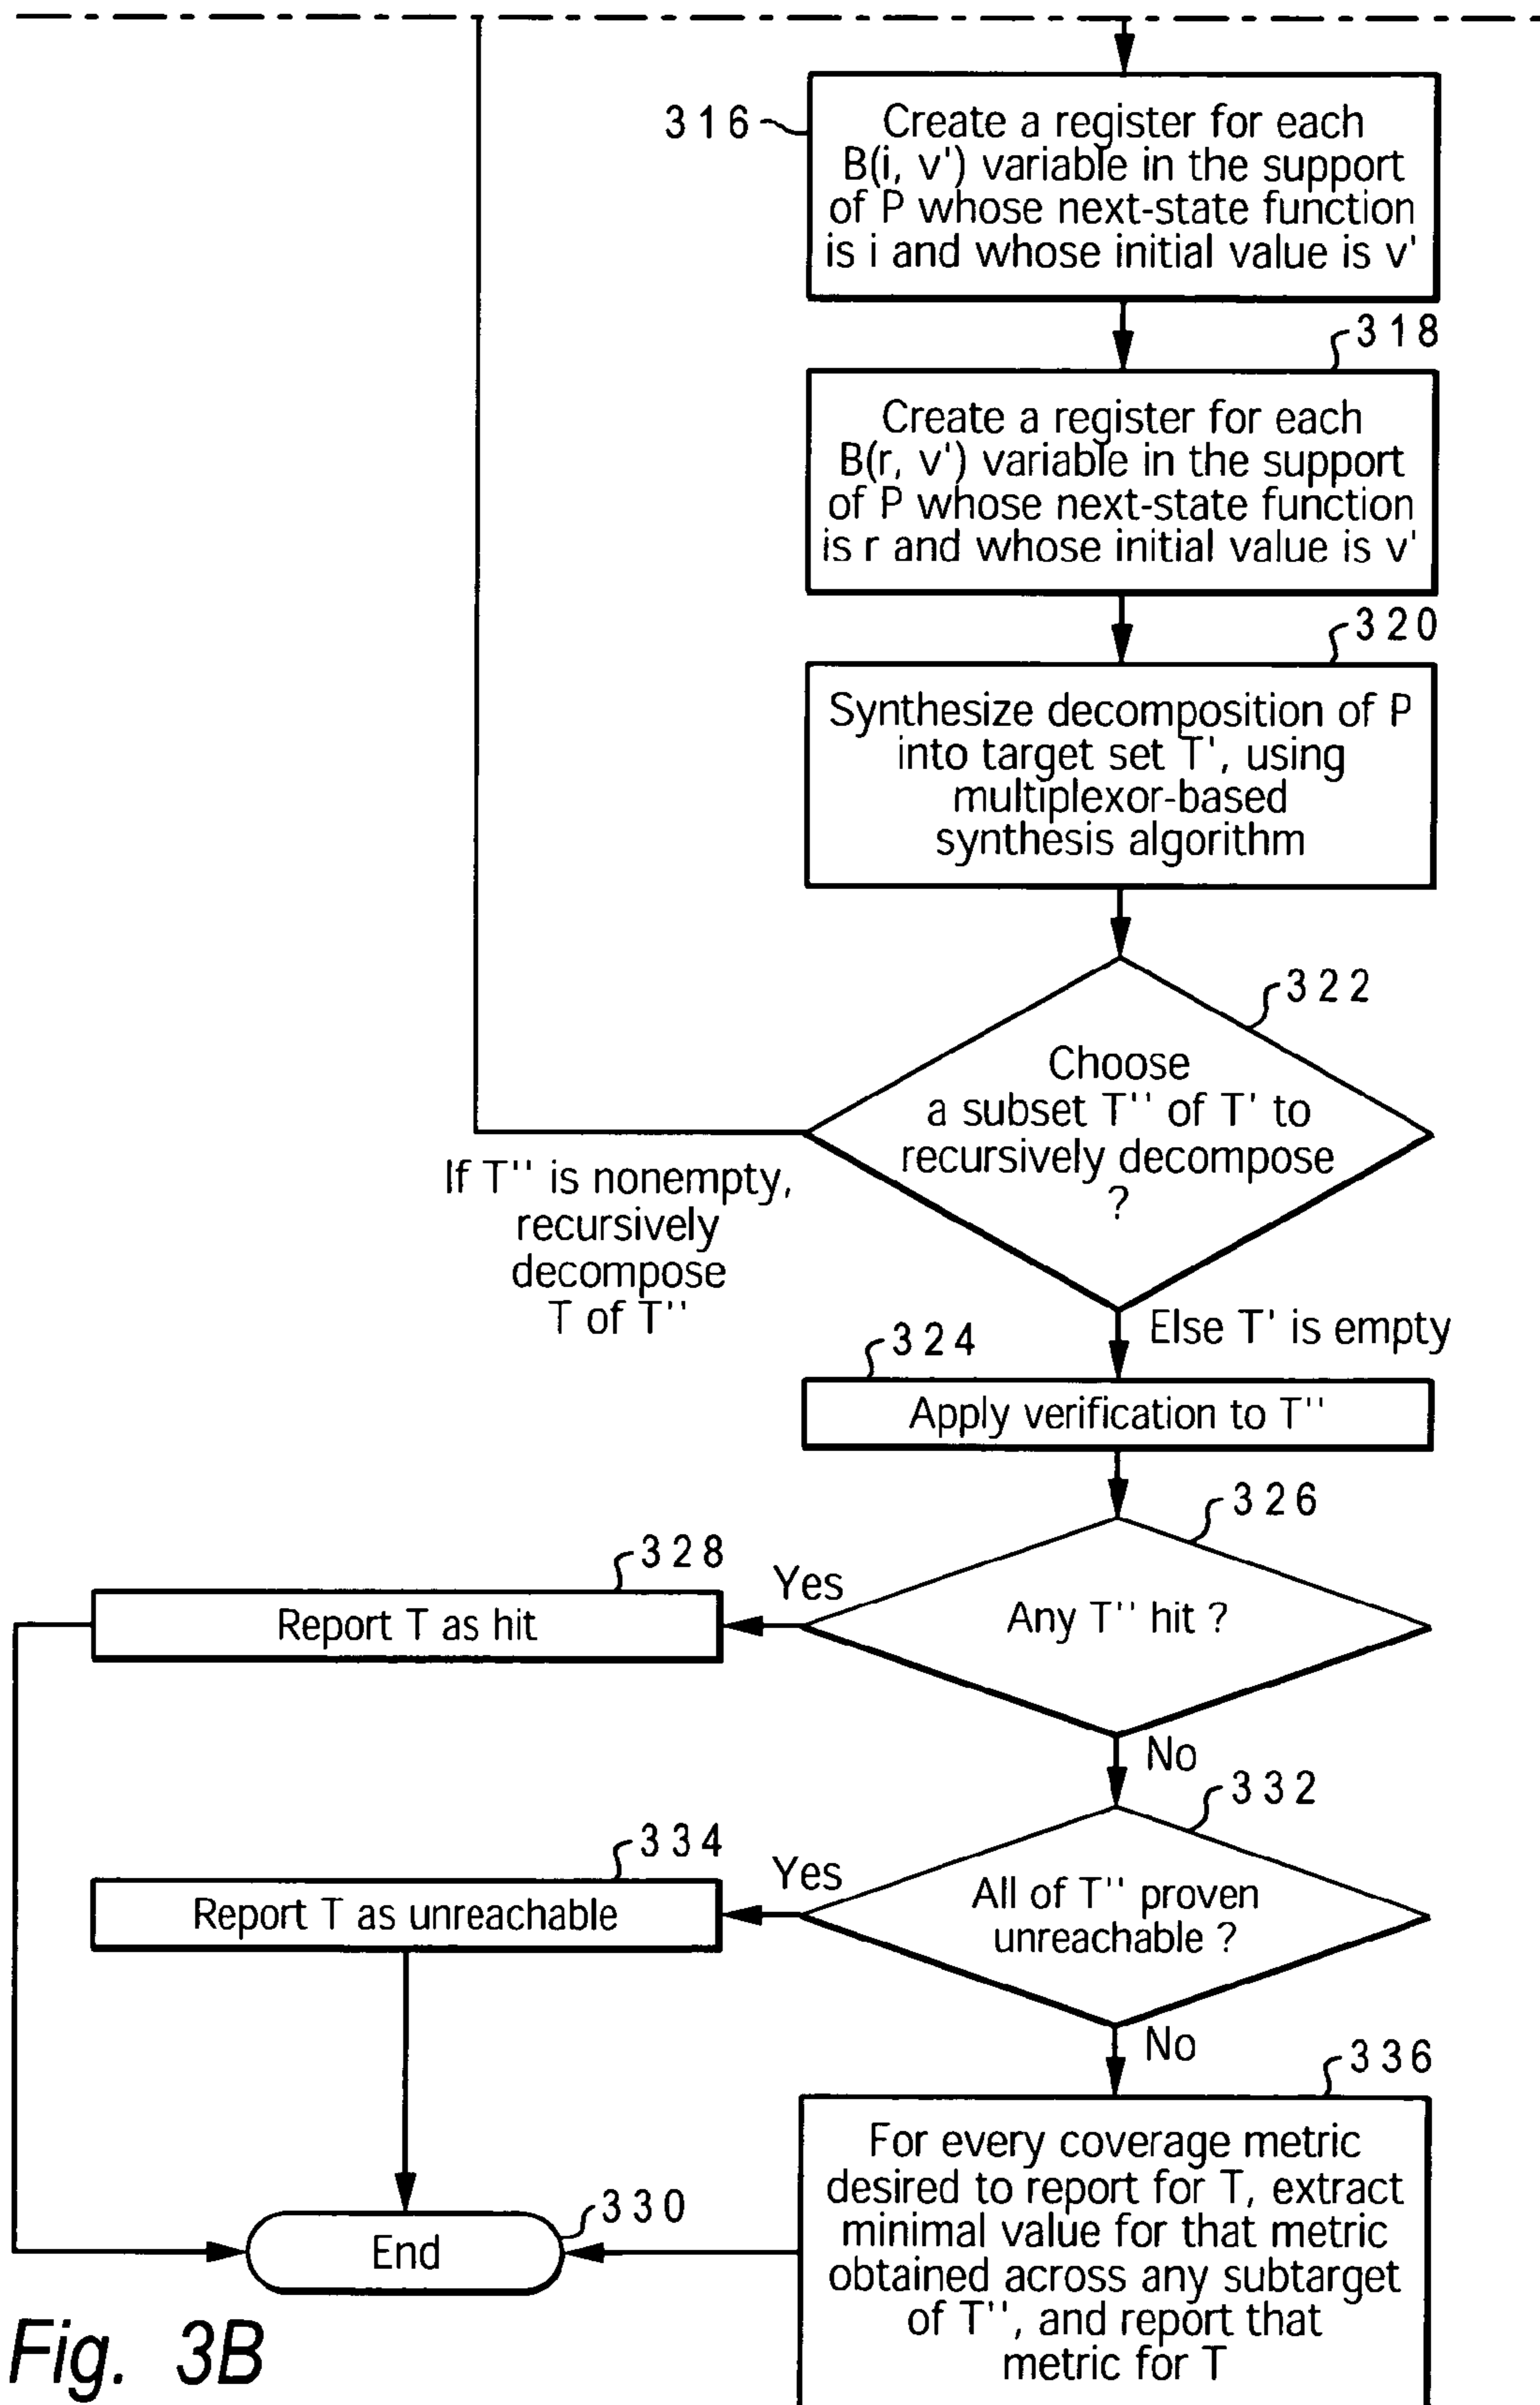 316
Create a register for each
B(i, v') variable in the support
of P whose next-state function
is i and whose initial value is v'
318
Create a register for each
B(r, v') variable in the support
of P whose next-state function
is r and whose initial value is v'
320
Synthesize decomposition of P
into target set T', using
multiplexor-based
synthesis algorithm
322
Choose
a subset T'' of T' to
recursively decompose
?
If T'' is nonempty,
recursively
decompose
T of T''
Else T' is empty
324
Apply verification to T''
326
Any T'' hit ?
Yes
328
Report T as hit
No
332
All of T'' proven
unreachable ?
Yes
334
Report T as unreachable
No
336
For every coverage metric
desired to report for T, extract
minimal value for that metric
obtained across any subtarget
of T'', and report that
metric for T
330
End
Fig. 3B